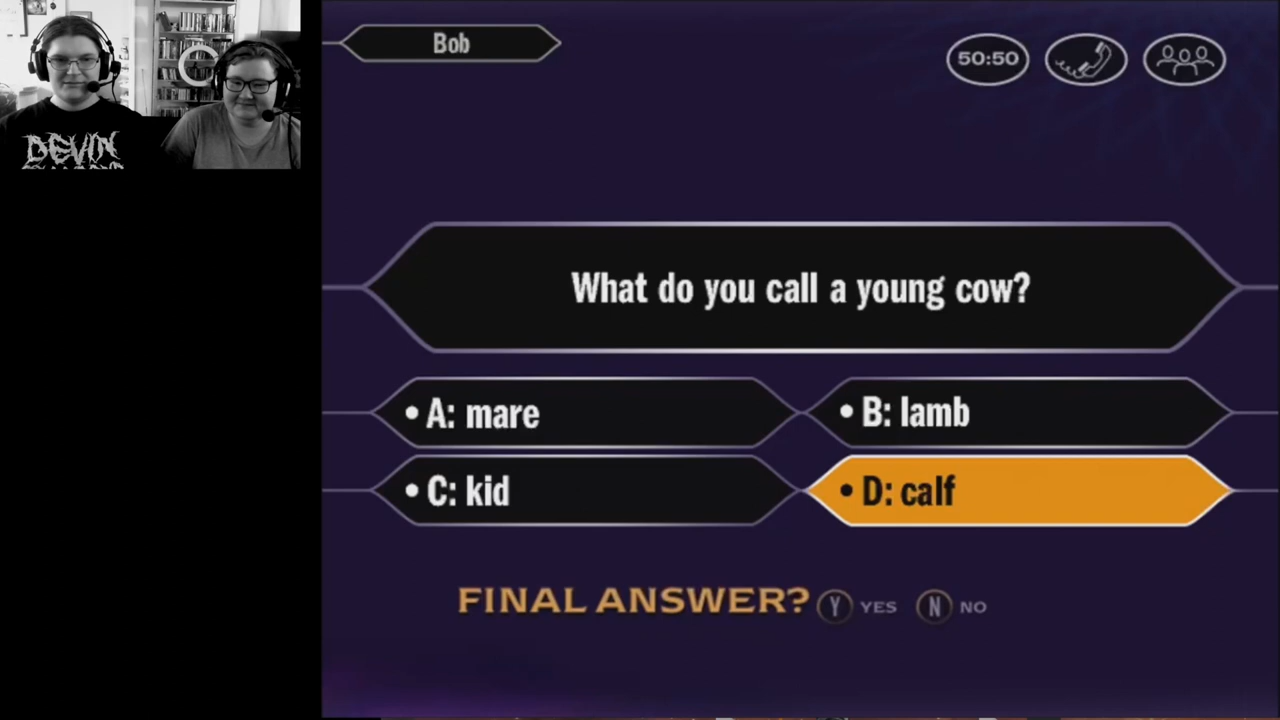 Bob
50:50
DEVIN
What do you call a young cow?
• A: mare
• B: lamb
• C: kid
• D: calf
FINAL ANSWER? Y YES N NO